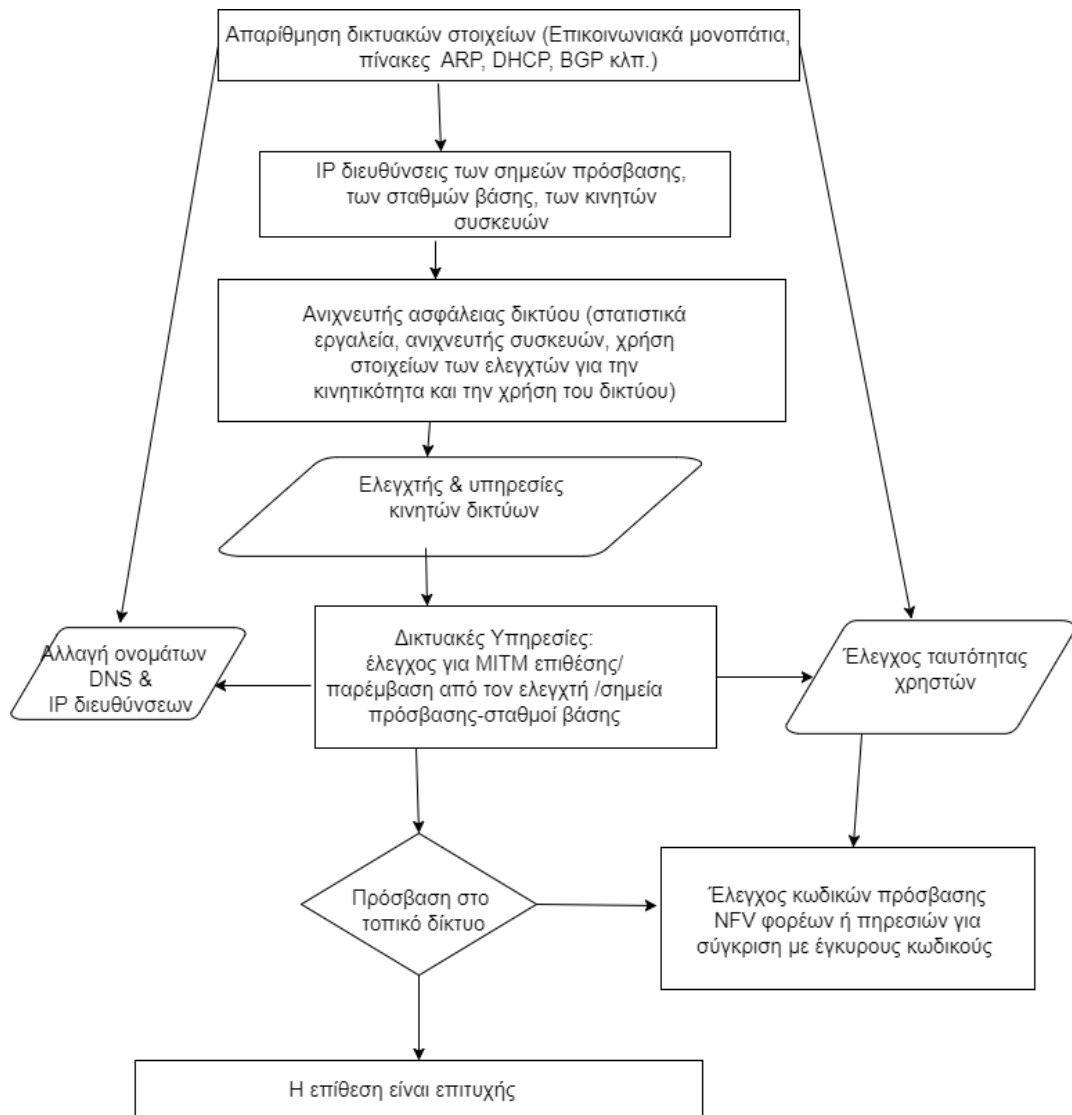 Απαρίθμηση δικτυακών στοιχείων (Επικοινωνιακά μονοπάτια,
πίνακες ARP, DHCP, BGP κλπ.)
IP διευθύνσεις των σημεών πρόσβασης,
των σταθμών βάσης, των κινητών
συσκευών
Ανιχνευτής ασφάλειας δικτύου (στατιστικά
εργαλεία, ανιχνευτής συσκευών, χρήση
στοιχείων των ελεγχτών για την
κινητικότητα και την χρήση του δικτύου)
Ελεγχτής & υπηρεσίες
κινητών δικτύων
Αλλαγή ονομάτων
DNS &
IP διευθύνσεων
Δικτυακές Υπηρεσίες:
έλεγχος για MITM επιθέσης/
παρέμβαση από τον ελεγχτή /σημεία
πρόσβασης-σταθμοί βάσης
Έλεγχος ταυτότητας
χρηστών
Πρόσβαση στο
τοπικό δίκτυο
Έλεγχος κωδικών πρόσβασης
NFV φορέων ή πηρεσιών για
σύγκριση με έγκυρους κωδικούς
Η επίθεση είναι επιτυχής